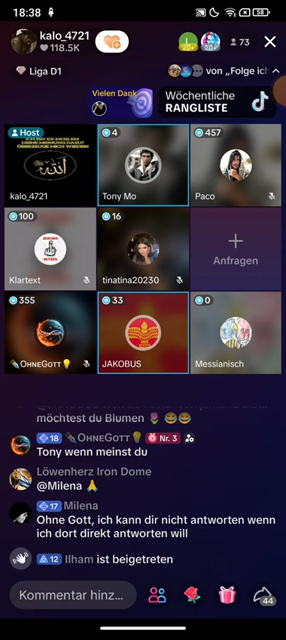 18:38
58
kalo_4721
118.5K
73
Liga D1
von „Folge ich
Vielen Dank
Wöchentliche
RANGLISTE
Host
4
457
kalo_4721
Tony Mo
Paco
100
16
Klartext
tinatina20230
Anfragen
355
33
0
OHNEGOTT
JAKOBUS
Messianisch
möchtest du Blumen 🌷 😂😂
18 OHNEGOTT Nr. 3
Tony wenn meinst du
Löwenherz Iron Dome
@Milena 🙏
17 Milena
Ohne Gott, ich kann dir nicht antworten wenn
ich dort direkt antworten will
12 Ilham ist beigetreten
Kommentar hinz...
44